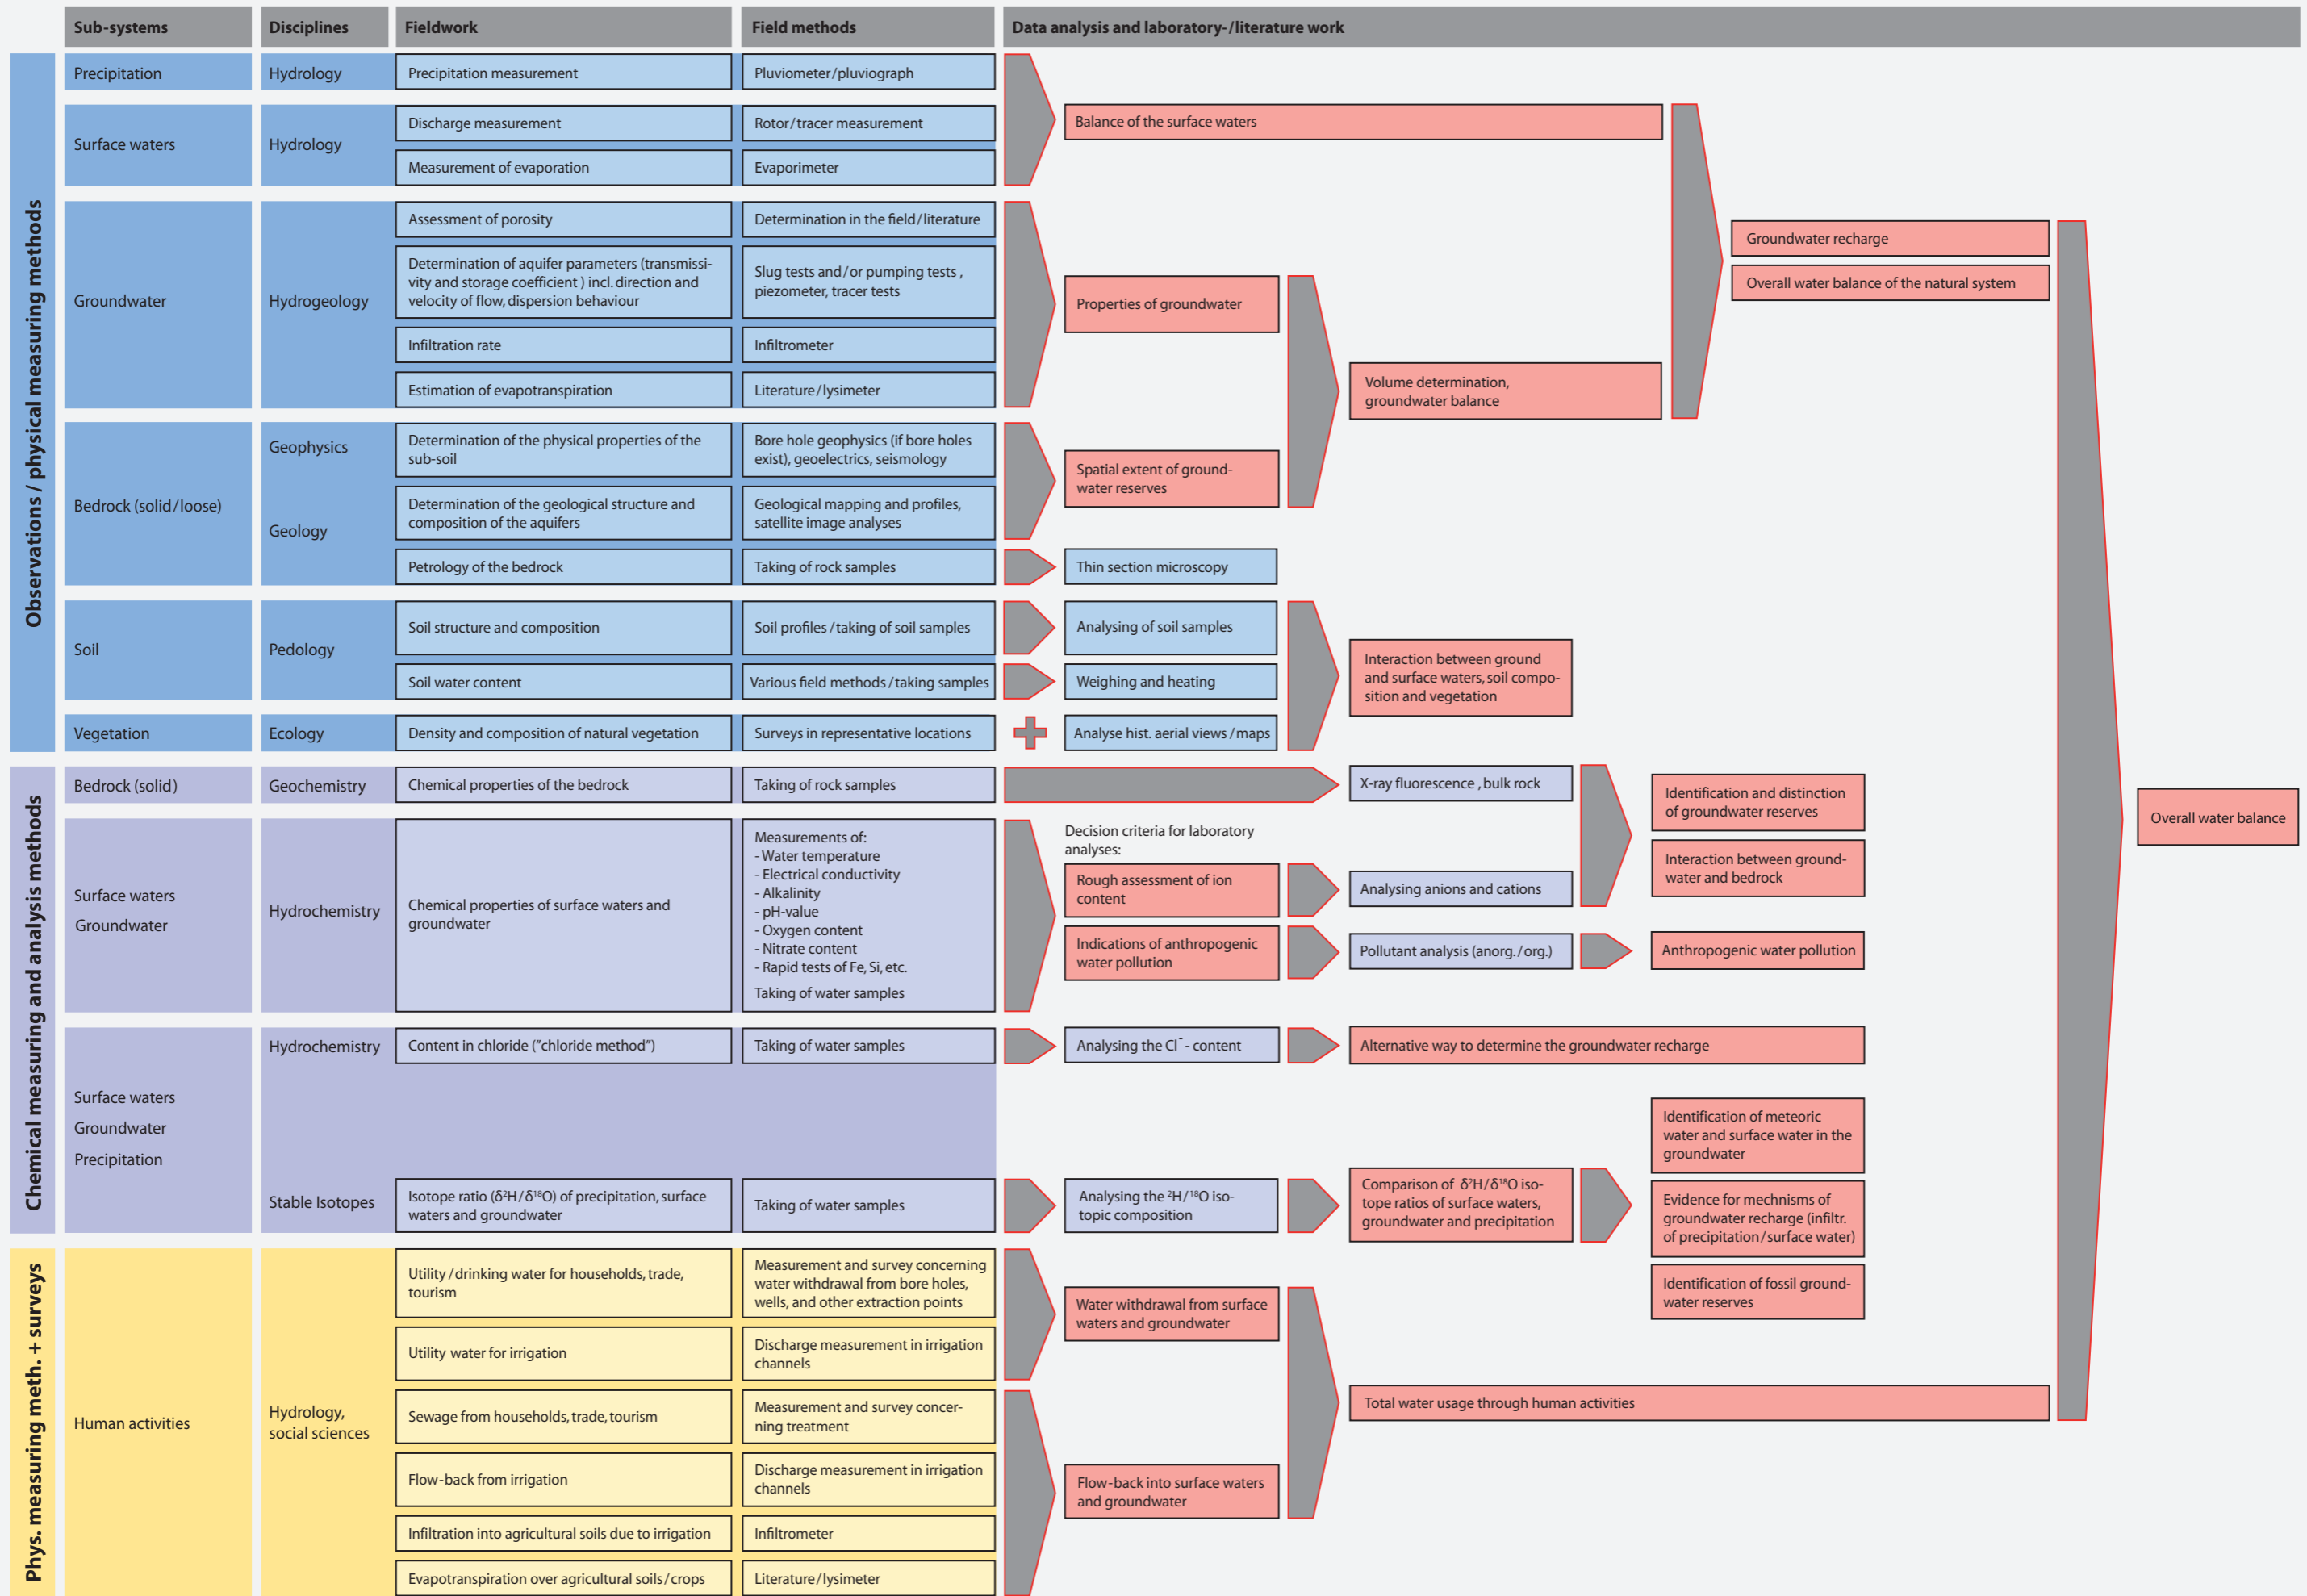 Sub-systems
Disciplines
Fieldwork
Field methods
Data analysis and laboratory-/literature work
Observations / physical measuring methods
Precipitation
Hydrology
Precipitation measurement
Pluviometer/pluviograph
Surface waters
Hydrology
Discharge measurement
Rotor/tracer measurement
Measurement of evaporation
Evaporimeter
Balance of the surface waters
Groundwater
Hydrogeology
Assessment of porosity
Determination in the field/literature
Determination of aquifer parameters (transmissi-
vity and storage coefficient ) incl. direction and
velocity of flow, dispersion behaviour
Slug tests and/or pumping tests ,
piezometer, tracer tests
Infiltration rate
Infiltrometer
Estimation of evapotranspiration
Literature/lysimeter
Properties of groundwater
Groundwater recharge
Overall water balance of the natural system
Volume determination,
groundwater balance
Bedrock (solid/loose)
Geophysics
Determination of the physical properties of the
sub-soil
Bore hole geophysics (if bore holes
exist), geoelectrics, seismology
Geology
Determination of the geological structure and
composition of the aquifers
Geological mapping and profiles,
satellite image analyses
Spatial extent of ground-
water reserves
Petrology of the bedrock
Taking of rock samples
Thin section microscopy
Soil
Pedology
Soil structure and composition
Soil profiles/taking of soil samples
Analysing of soil samples
Soil water content
Various field methods/taking samples
Weighing and heating
Interaction between ground
and surface waters, soil compo-
sition and vegetation
Vegetation
Ecology
Density and composition of natural vegetation
Surveys in representative locations
Analyse hist. aerial views/maps
Chemical measuring and analysis methods
Bedrock (solid)
Geochemistry
Chemical properties of the bedrock
Taking of rock samples
X-ray fluorescence , bulk rock
Identification and distinction
of groundwater reserves
Interaction between ground-
water and bedrock
Overall water balance
Surface waters
Groundwater
Hydrochemistry
Chemical properties of surface waters and
groundwater
Measurements of:
- Water temperature
- Electrical conductivity
- Alkalinity
- pH-value
- Oxygen content
- Nitrate content
- Rapid tests of Fe, Si, etc.
Taking of water samples
Decision criteria for laboratory
analyses:
Rough assessment of ion
content
Analysing anions and cations
Indications of anthropogenic
water pollution
Pollutant analysis (anorg./org.)
Anthropogenic water pollution
Surface waters
Groundwater
Precipitation
Hydrochemistry
Content in chloride ("chloride method")
Taking of water samples
Analysing the Cl⁻ - content
Alternative way to determine the groundwater recharge
Stable Isotopes
Isotope ratio (δ²H/δ¹⁸O) of precipitation, surface
waters and groundwater
Taking of water samples
Analysing the ²H/¹⁸O iso-
topic composition
Comparison of δ²H/δ¹⁸O iso-
tope ratios of surface waters,
groundwater and precipitation
Identification of meteoric
water and surface water in the
groundwater
Evidence for mechnisms of
groundwater recharge (infiltr.
of precipitation/surface water)
Identification of fossil ground-
water reserves
Phys. measuring meth. + surveys
Human activities
Hydrology,
social sciences
Utility/drinking water for households, trade,
tourism
Measurement and survey concerning
water withdrawal from bore holes,
wells, and other extraction points
Utility water for irrigation
Discharge measurement in irrigation
channels
Water withdrawal from surface
waters and groundwater
Sewage from households, trade, tourism
Measurement and survey concer-
ning treatment
Total water usage through human activities
Flow-back from irrigation
Discharge measurement in irrigation
channels
Flow-back into surface waters
and groundwater
Infiltration into agricultural soils due to irrigation
Infiltrometer
Evapotranspiration over agricultural soils/crops
Literature/lysimeter